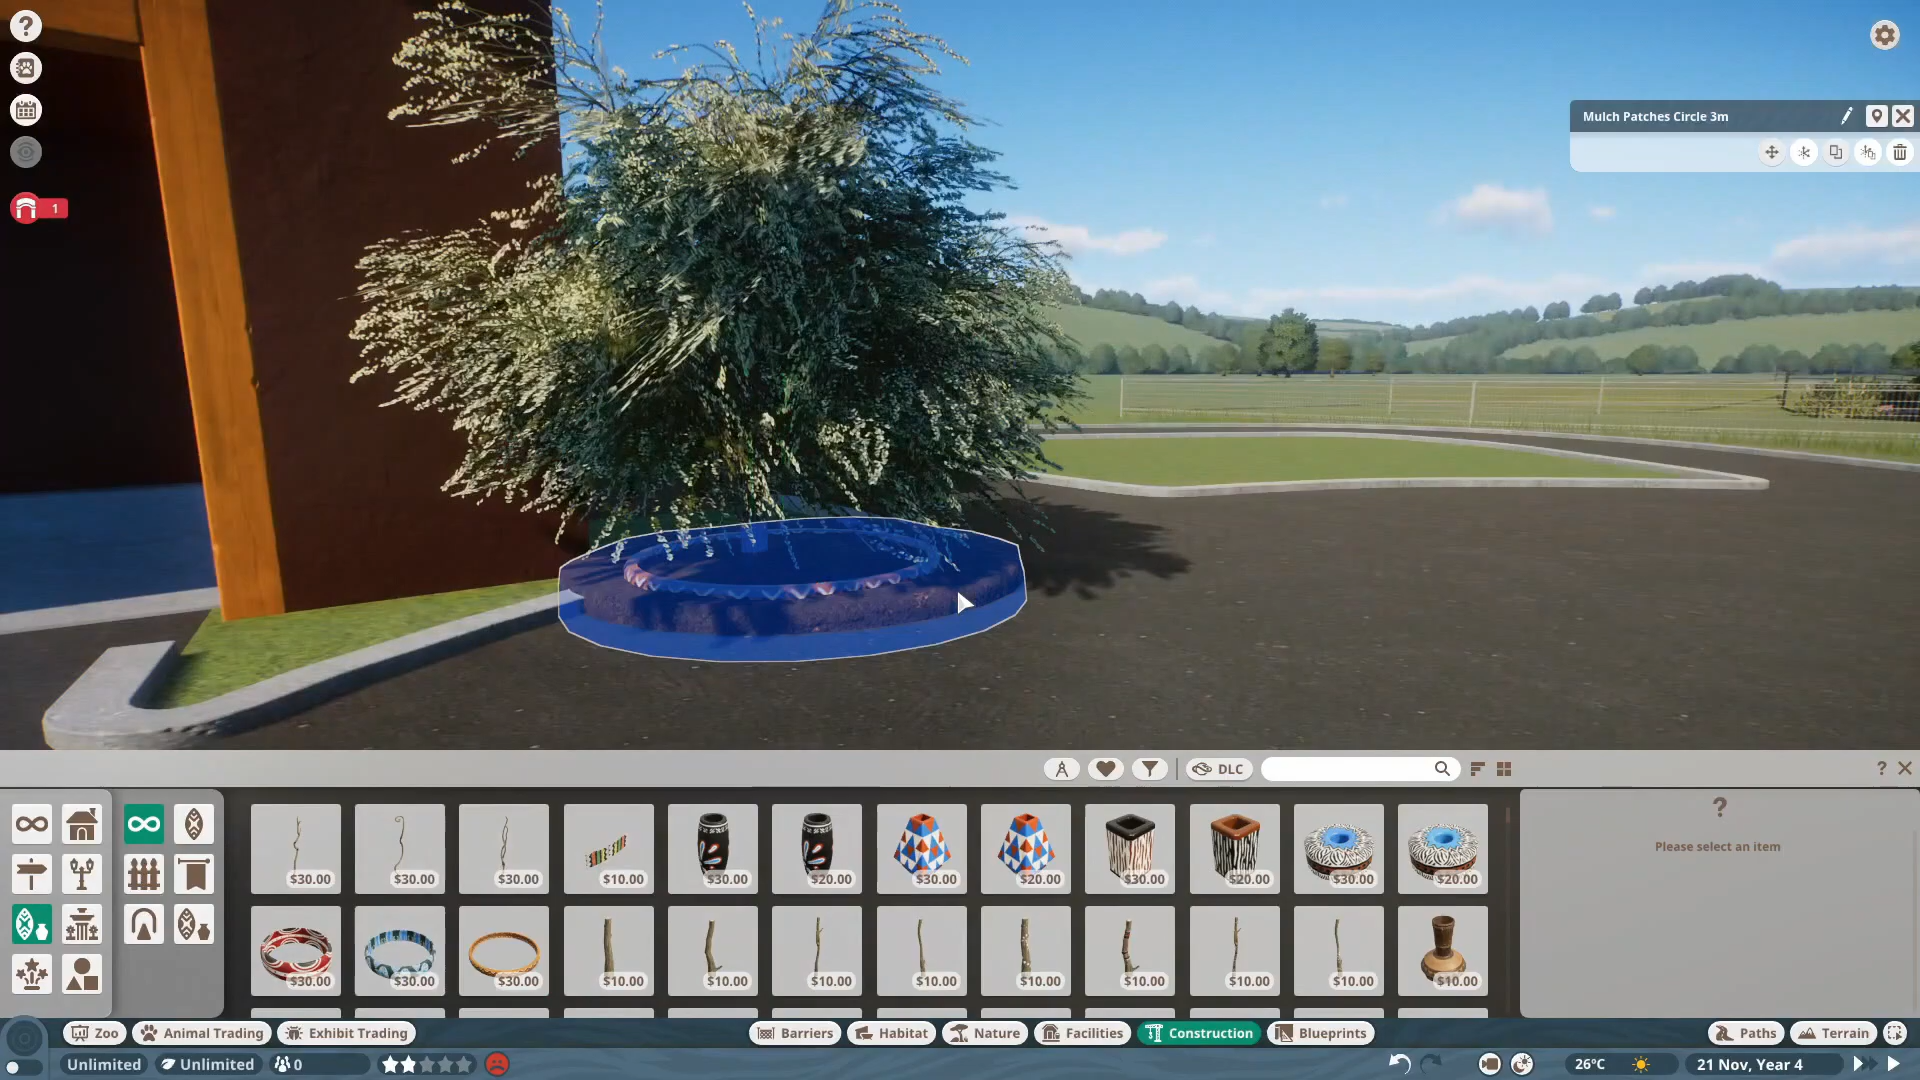 1
Mulch Patches Circle 3m
DLC
$30.00 $30.00 $30.00 $10.00 $30.00 $20.00 $30.00 $20.00 $30.00 $20.00 $30.00 $20.00
$30.00 $30.00 $30.00 $10.00 $10.00 $10.00 $10.00 $10.00 $10.00 $10.00 $10.00 $10.00
?
Please select an item
Zoo Animal Trading Exhibit Trading Barriers Habitat Nature Facilities Construction Blueprints Paths Terrain
Unlimited Unlimited 0 26°C 21 Nov, Year 4